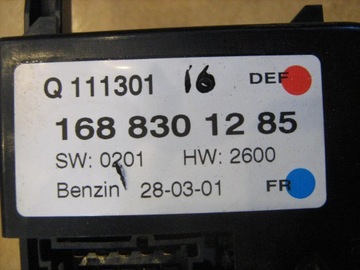 Q 111301 16 DEF
168 830 12 85
SW: 0201 HW: 2600
Benzin 28-03-01 FR